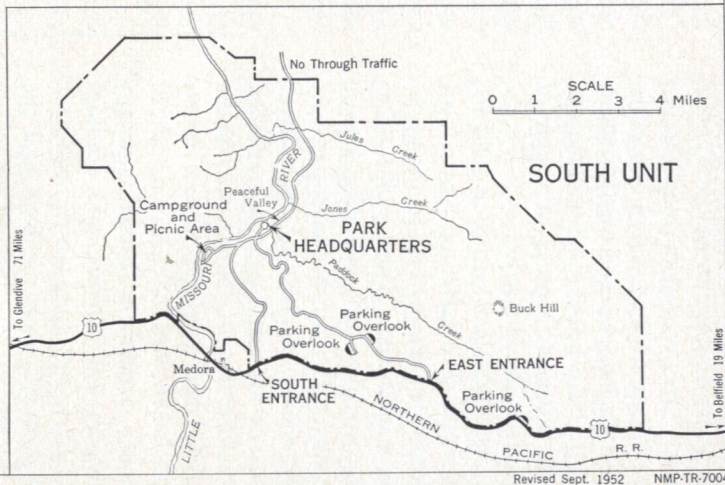 No Through Traffic
SCALE
0 1 2 3 4 Miles
SOUTH UNIT
Jules Creek
RIVER
Peaceful
Valley
Jones Creek
Campground
and
Picnic Area
PARK
HEADQUARTERS
To Glendive 71 Miles
MISSOURI
Paddock Creek
Buck Hill
10
Parking
Overlook
Parking
Overlook
Medora
SOUTH
ENTRANCE
EAST ENTRANCE
Parking
Overlook
To Belfield 19 Miles
LITTLE
NORTHERN PACIFIC R. R.
10
Revised Sept. 1952 NMP-TR-700